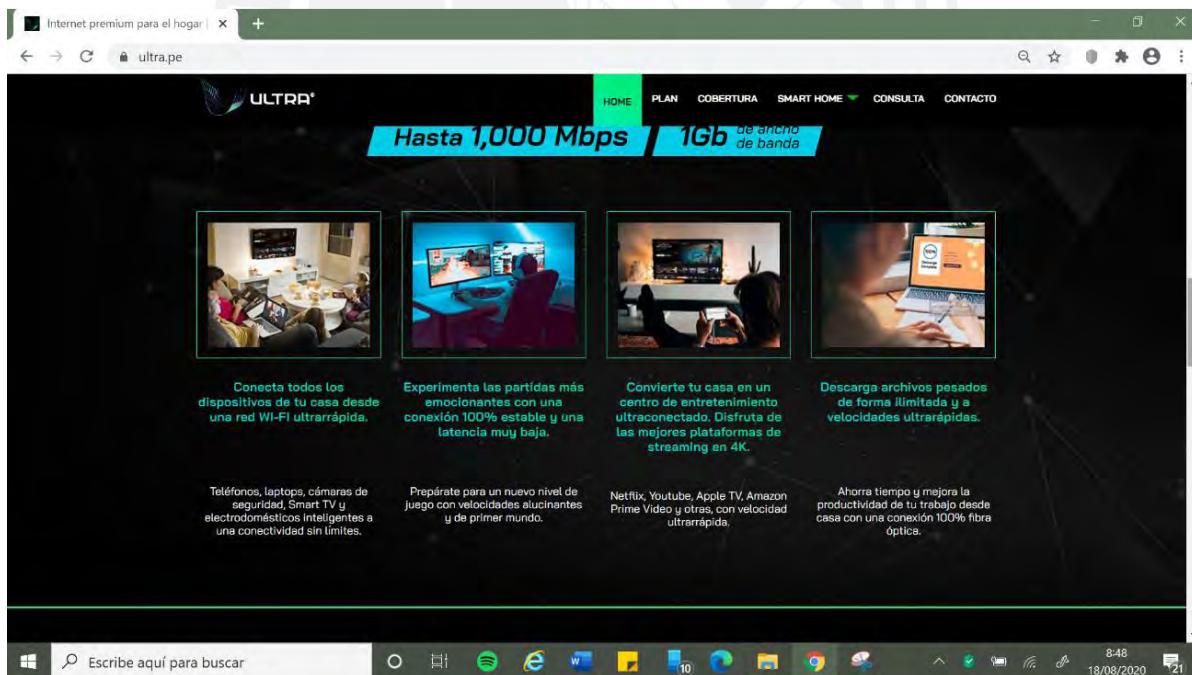 Internet premium para el hogar |
ultra.pe
ULTRA®
HOME PLAN COBERTURA SMART HOME CONSULTA CONTACTO
Hasta 1,000 Mbps
1Gb de ancho
de banda
Conecta todos los
dispositivos de tu casa desde
una red WI-FI ultrarrápida.
Experimenta las partidas más
emocionantes con una
conexión 100% estable y una
latencia muy baja.
Convierte tu casa en un
centro de entretenimiento
ultraconectado. Disfruta de
las mejores plataformas de
streaming en 4K.
Descarga archivos pesados
de forma ilimitada y a
velocidades ultrarápidas.
Teléfonos, laptops, cámaras de
seguridad, Smart TV y
electrodomésticos inteligentes a
una conectividad sin límites.
Prepárate para un nuevo nivel de
juego con velocidades alucinantes
y de primer mundo.
Netflix, Youtube, Apple TV, Amazon
Prime Video y otras, con velocidad
ultrarrápida.
Ahorra tiempo y mejora la
productividad de tu trabajo desde
casa con una conexión 100% fibra
óptica.
Escribe aquí para buscar
10
8:48
18/08/2020
21